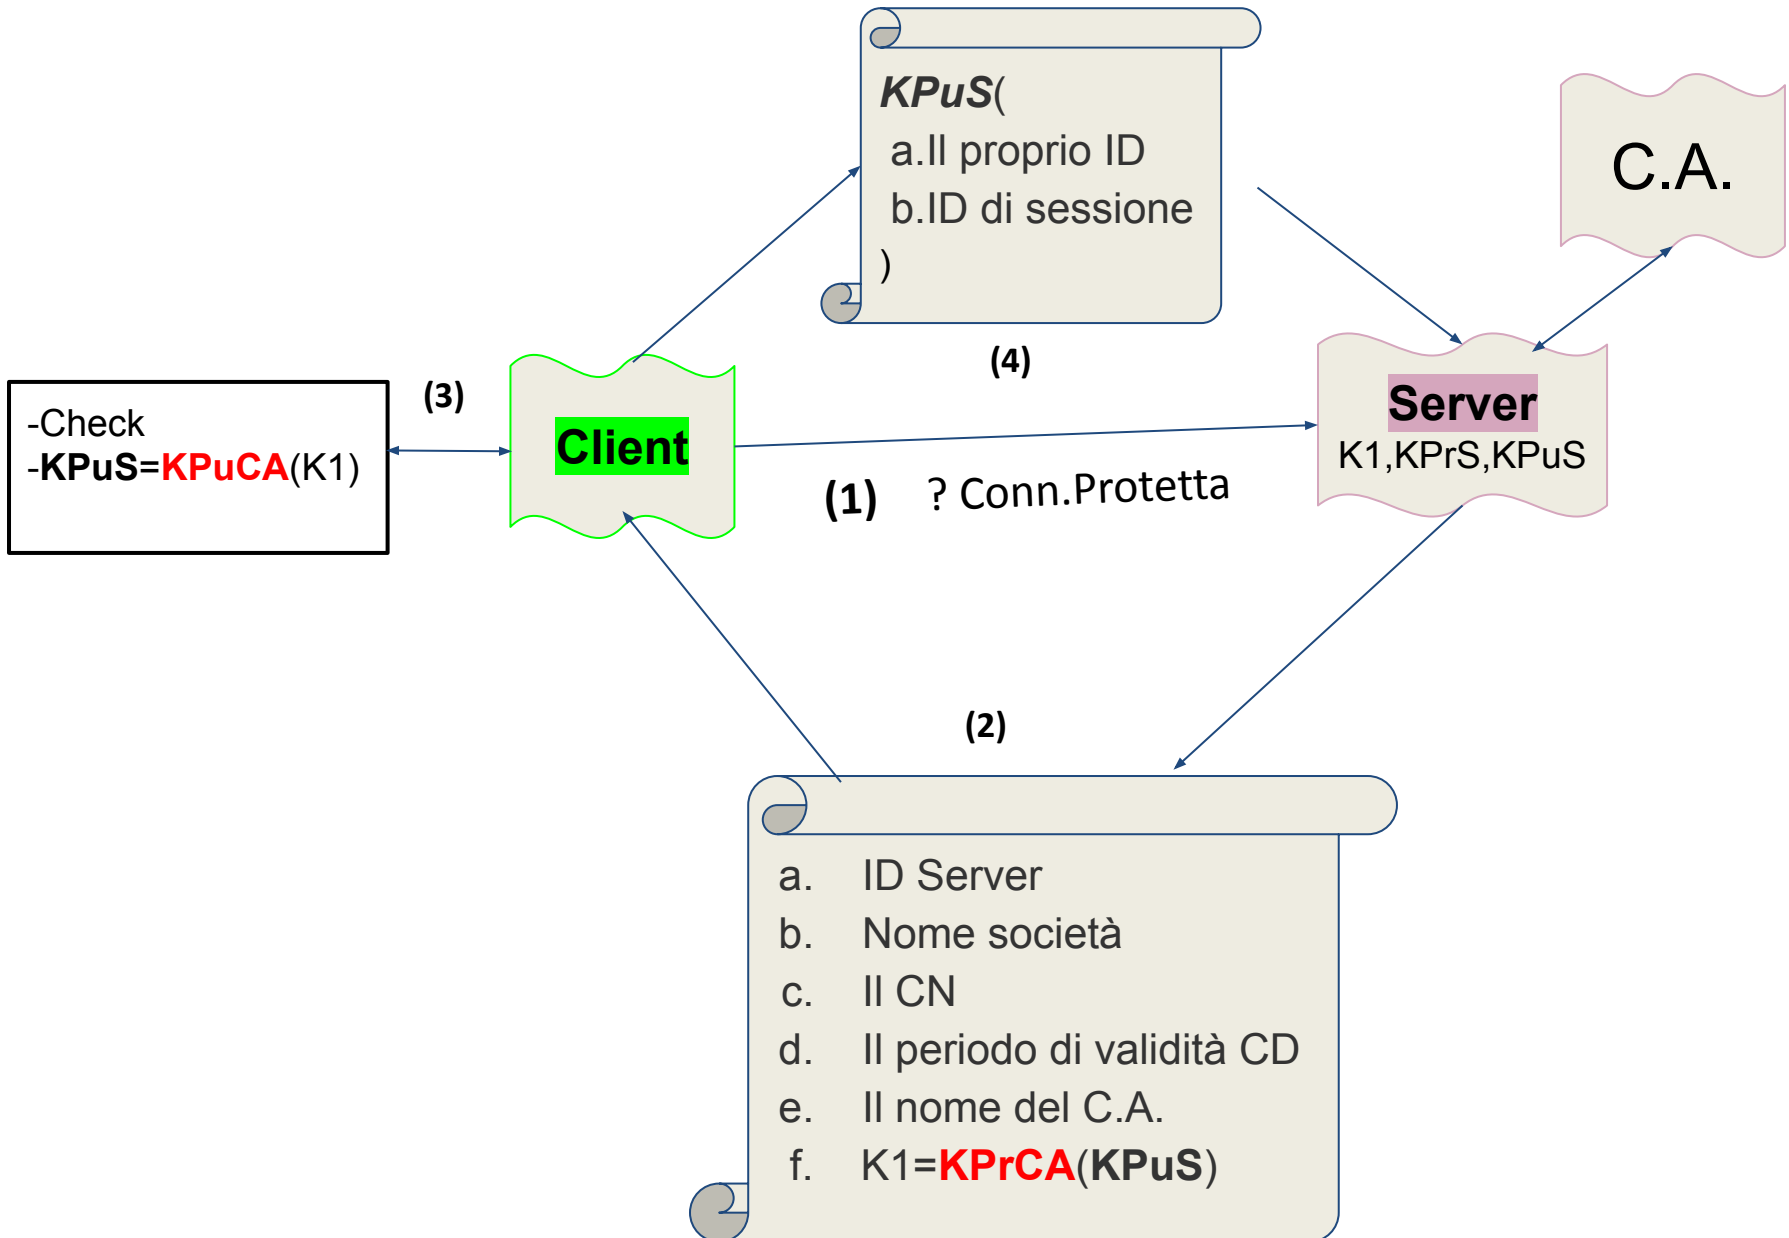 KPuS(
a.Il proprio ID
b.ID di sessione
)
C.A.
(4)
(3)
-Check
-KPuS=KPuCA(K1)
Client
Server
K1,KPrS,KPuS
(1) ? Conn.Protetta
(2)
a. ID Server
b. Nome società
c. Il CN
d. Il periodo di validità CD
e. Il nome del C.A.
f. K1=KPrCA(KPuS)